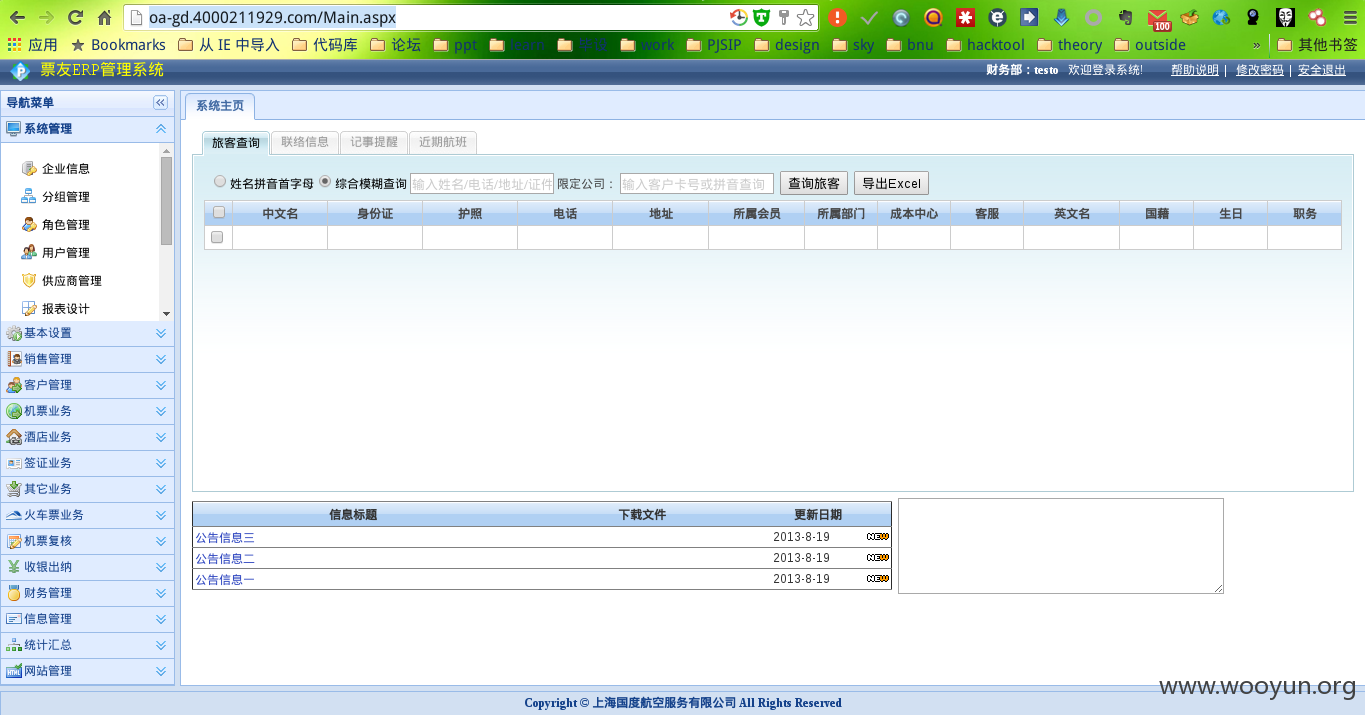 oa-gd.4000211929.com/Main.aspx
100
应用 Bookmarks 从 IE 中导入 代码库 论坛 ppt work PJSIP design sky bnu hacktool theory outside » 其他书签
票友ERP管理系统 财务部：testo 欢迎登录系统! 帮助说明 | 修改密码 | 安全退出
导航菜单
系统管理
企业信息
分组管理
角色管理
用户管理
供应商管理
报表设计
基本设置
销售管理
客户管理
机票业务
酒店业务
签证业务
其它业务
火车票业务
机票复核
收银出纳
财务管理
信息管理
统计汇总
网站管理
系统主页
旅客查询 联络信息 记事提醒 近期航班
姓名拼音首字母 综合模糊查询 输入姓名/电话/地址/证件 限定公司： 输入客户卡号或拼音查询 查询旅客 导出Excel
中文名 身份证 护照 电话 地址 所属会员 所属部门 成本中心 客服 英文名 国籍 生日 职务
信息标题 下载文件 更新日期
公告信息三 2013-8-19 NEW
公告信息二 2013-8-19 NEW
公告信息一 2013-8-19 NEW
www.wooyun.org
Copyright © 上海国度航空服务有限公司 All Rights Reserved